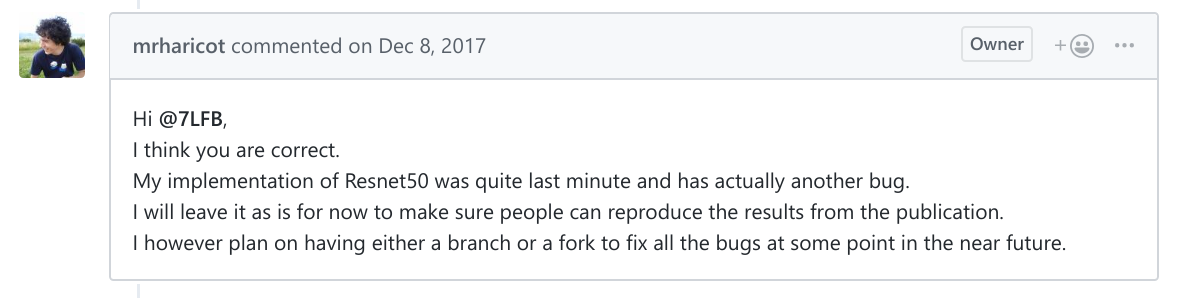 mrharicot commented on Dec 8, 2017 Owner +
Hi @7LFB,
I think you are correct.
My implementation of Resnet50 was quite last minute and has actually another bug.
I will leave it as is for now to make sure people can reproduce the results from the publication.
I however plan on having either a branch or a fork to fix all the bugs at some point in the near future.